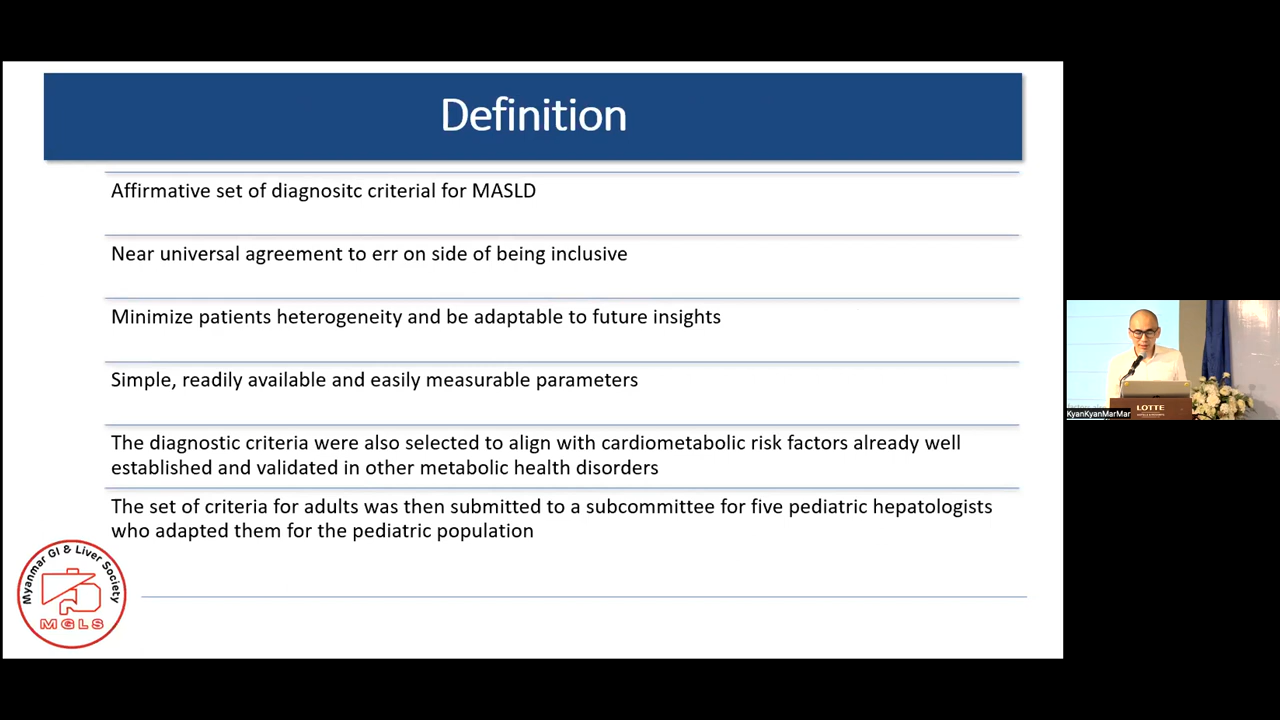 Definition
Affirmative set of diagnositc criterial for MASLD
Near universal agreement to err on side of being inclusive
Minimize patients heterogeneity and be adaptable to future insights
Simple, readily available and easily measurable parameters
The diagnostic criteria were also selected to align with cardiometabolic risk factors already well
established and validated in other metabolic health disorders
The set of criteria for adults was then submitted to a subcommittee for five pediatric hepatologists
who adapted them for the pediatric population
Myanmar GI & Liver Society
MGLS
LOTTE
KyanKyanMarMar